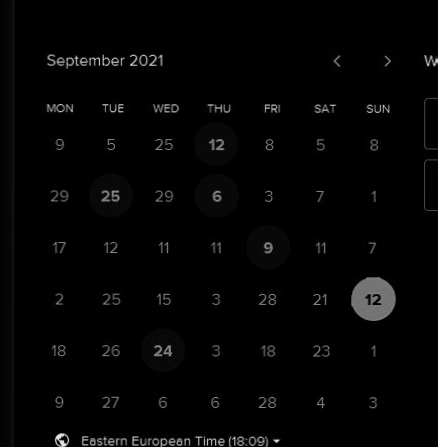 September 2021
W
MON TUE WED THU FRI SAT SUN
9 5 25 12 8 5 8
29 25 29 6 3 7 1
17 12 11 11 9 11 7
2 25 15 3 28 21 12
18 26 24 3 18 23 1
9 27 6 6 28 4 3
Eastern European Time (18:09)